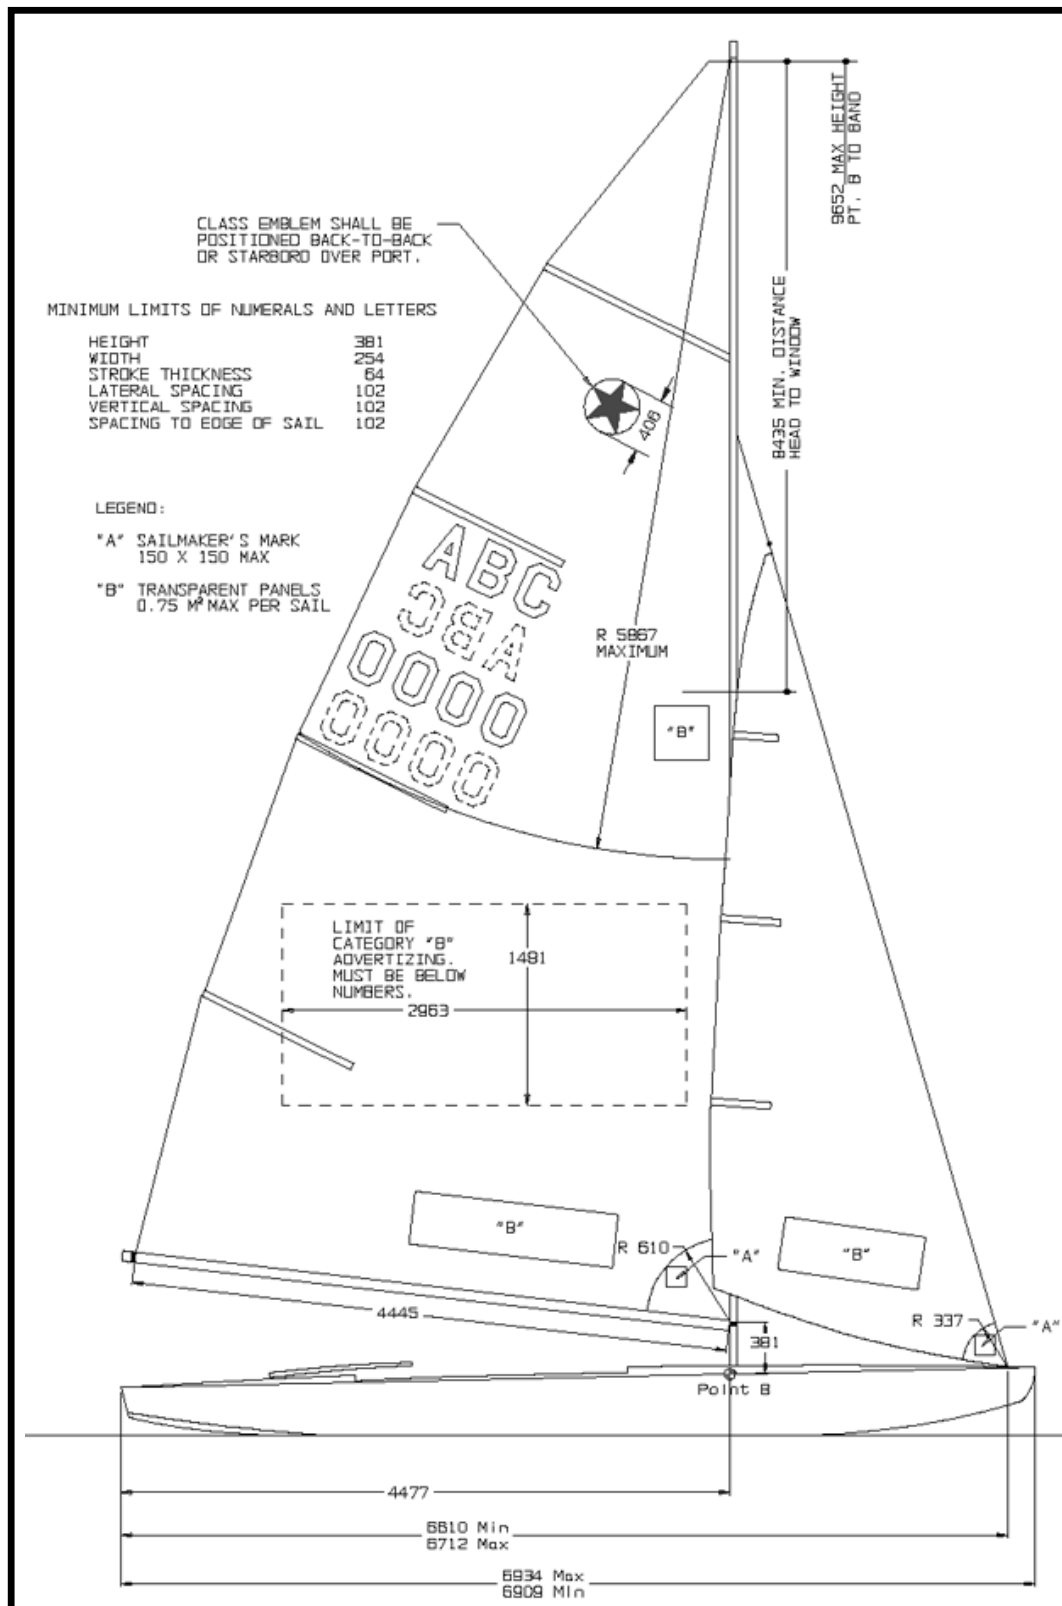 9652 MAX HEIGHT
PT. B TO BAND
CLASS EMBLEM SHALL BE
POSITIONED BACK-TO-BACK
OR STARBORD OVER PORT.
MINIMUM LIMITS OF NUMERALS AND LETTERS
HEIGHT 381
WIDTH 254
STROKE THICKNESS 64
LATERAL SPACING 102
VERTICAL SPACING 102
SPACING TO EDGE OF SAIL 102
8435 MIN. DISTANCE
HEAD TO WINDOW
406
LEGEND:
"A" SAILMAKER'S MARK
150 X 150 MAX
"B" TRANSPARENT PANELS
0.75 M² MAX PER SAIL
ABC
ABC
0000
0000
R 5867
MAXIMUM
"B"
LIMIT OF
CATEGORY "B"
ADVERTIZING.
MUST BE BELOW
NUMBERS.
1481
2963
"B"
R 610
"A"
"B"
4445
381
R 337
"A"
Point B
4477
6610 Min
6712 Max
6934 Max
6909 Min